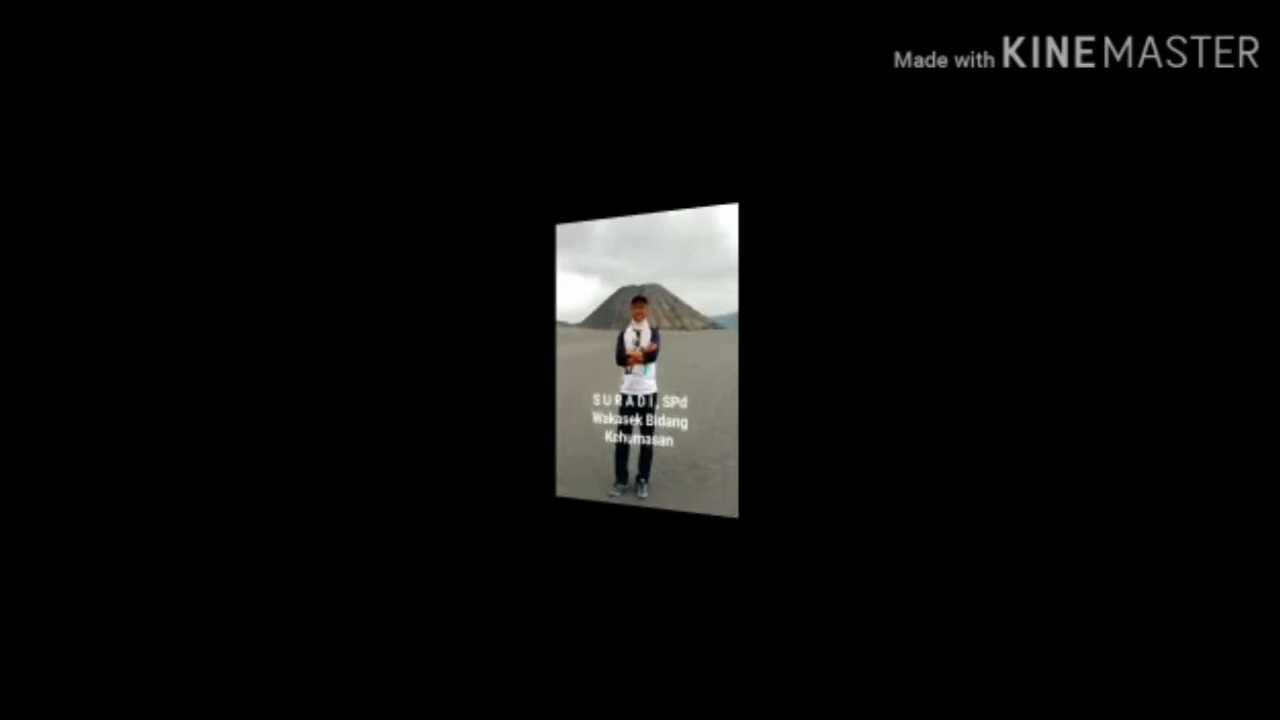 Made with KINEMASTER
S U R A D I , SPd
Wakasek Bidang
Kehumasan